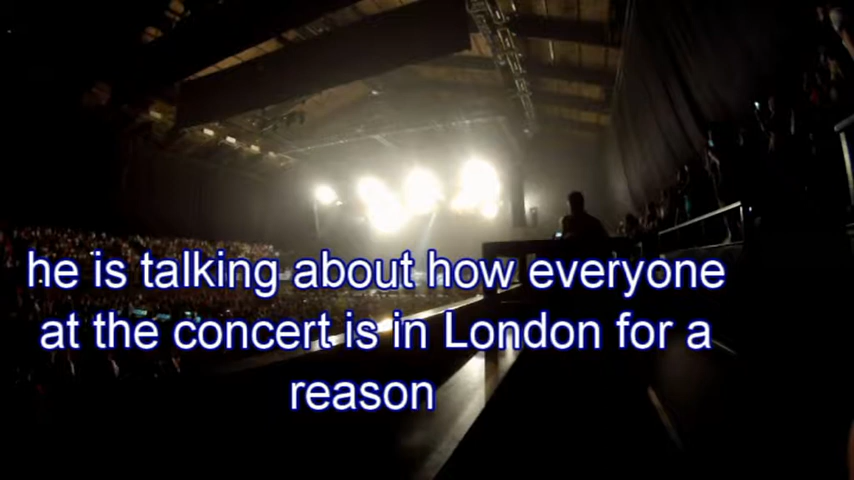 he is talking about how everyone
at the concert is in London for a
reason